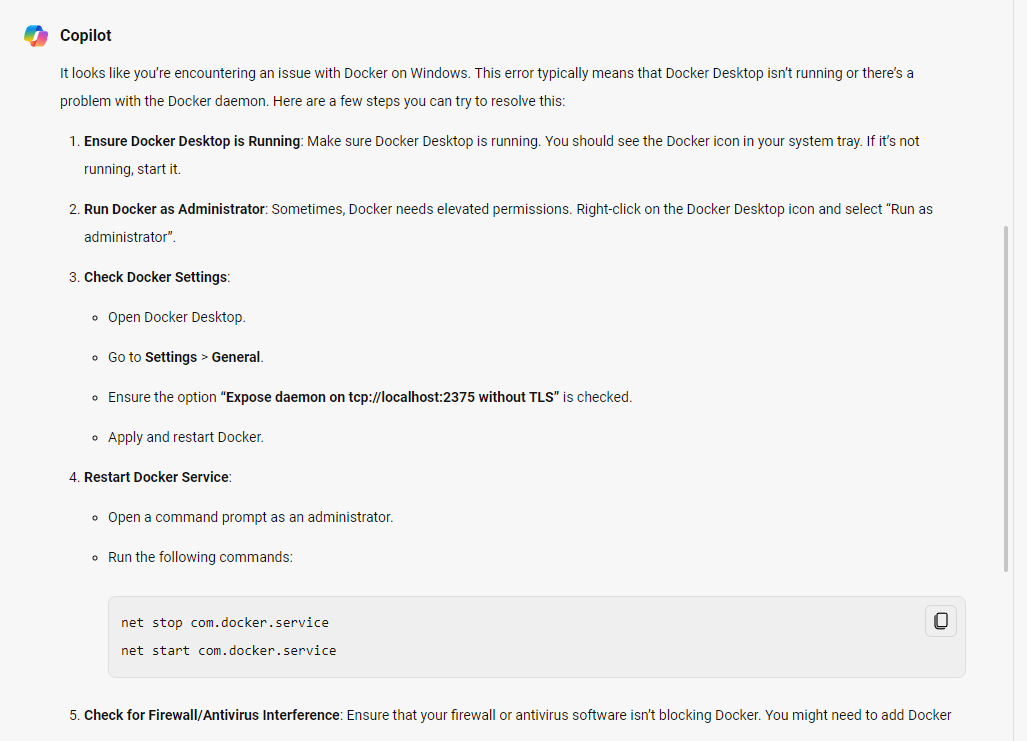 Copilot
It looks like you’re encountering an issue with Docker on Windows. This error typically means that Docker Desktop isn’t running or there’s a
problem with the Docker daemon. Here are a few steps you can try to resolve this:
1. Ensure Docker Desktop is Running: Make sure Docker Desktop is running. You should see the Docker icon in your system tray. If it’s not
running, start it.
2. Run Docker as Administrator: Sometimes, Docker needs elevated permissions. Right-click on the Docker Desktop icon and select “Run as
administrator”.
3. Check Docker Settings:
Open Docker Desktop.
Go to Settings > General.
Ensure the option “Expose daemon on tcp://localhost:2375 without TLS” is checked.
Apply and restart Docker.
4. Restart Docker Service:
Open a command prompt as an administrator.
Run the following commands:
net stop com.docker.service
net start com.docker.service
5. Check for Firewall/Antivirus Interference: Ensure that your firewall or antivirus software isn’t blocking Docker. You might need to add Docker